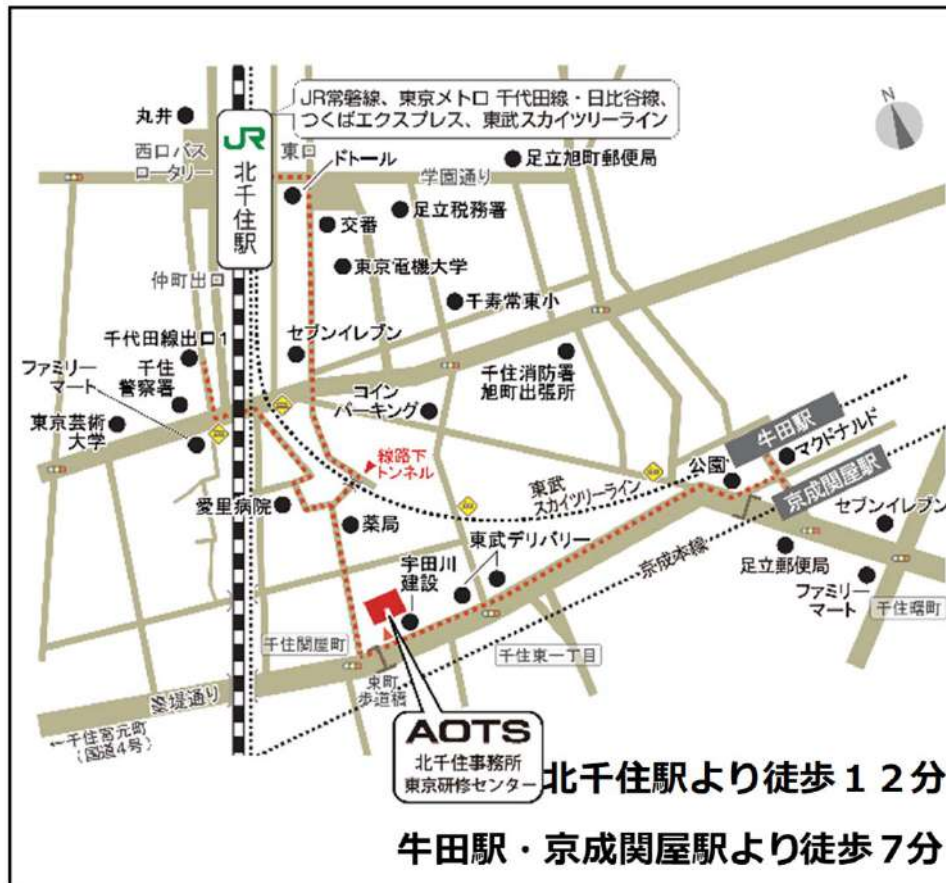 JR常磐線、東京メトロ 千代田線・日比谷線、
つくばエクスプレス、東武スカイツリーライン
N
丸井
JR
北千住駅
西口バス
ロータリー
東口
ドトール
足立旭町郵便局
学園通り
交番
足立税務署
東京電機大学
仲町出口
千寿常東小
千代田線出口1
セブンイレブン
ファミリー
マート
千住
警察署
千住消防署
旭町出張所
コイン
パーキング
東京芸術
大学
線路下
トンネル
牛田駅
マクドナルド
公園
京成関屋駅
東武
スカイツリーライン
愛里病院
薬局
セブンイレブン
東武デリバリー
宇田川
建設
京成本線
足立郵便局
ファミリー
マート
千住曙町
千住関屋町
千住東一丁目
墨堤通り
東町
歩道橋
←千住宮元町
(国道4号)
AOTS
北千住事務所
東京研修センター
北千住駅より徒歩12分
牛田駅・京成関屋駅より徒歩7分